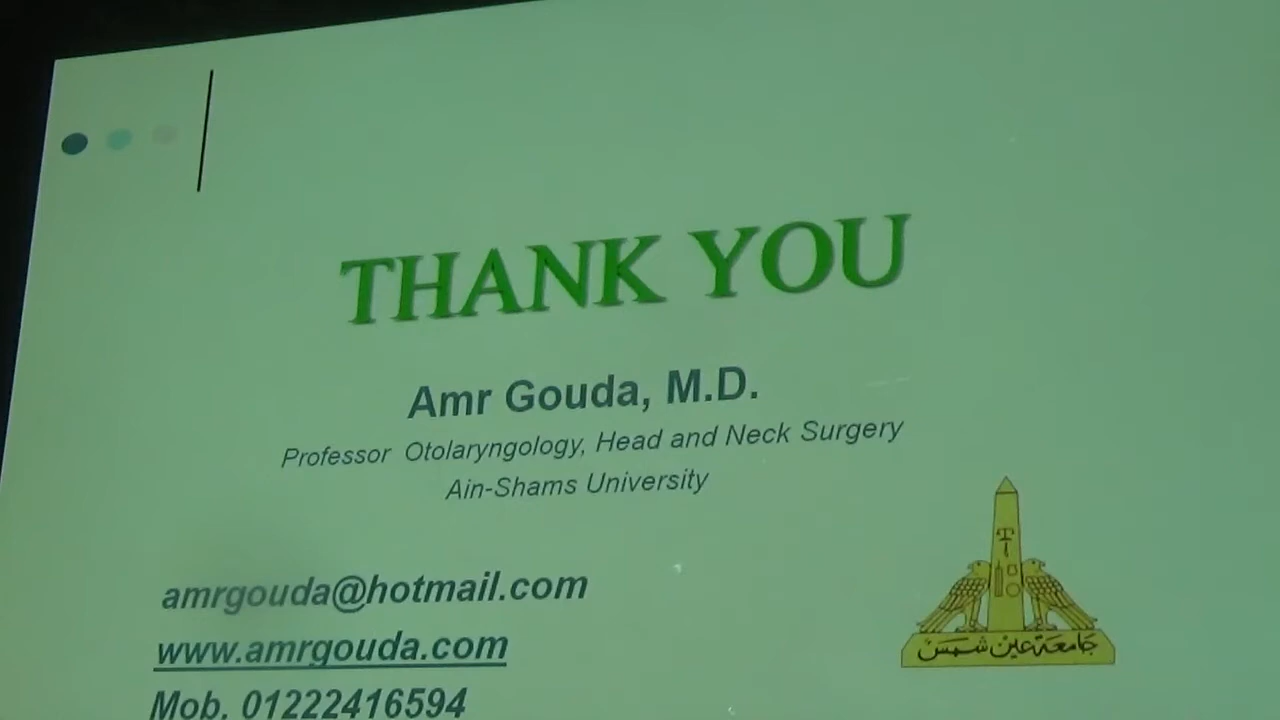 THANK YOU
Amr Gouda, M.D.
Professor Otolaryngology, Head and Neck Surgery
Ain-Shams University
amrgouda@hotmail.com
www.amrgouda.com
Mob. 01222416594
جامعة عين شمس